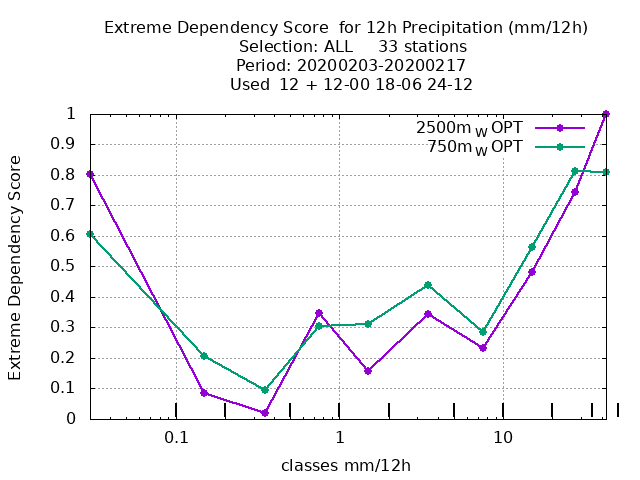 Extreme Dependency Score  for 12h Precipitation (mm/12h)
Selection: ALL     33 stations
Period: 20200203-20200217
Used  12 + 12-00 18-06 24-12
2500m W OPT
750m W OPT
1
0.9
0.8
0.7
0.6
0.5
0.4
0.3
0.2
0.1
0
Extreme Dependency Score
0.1 1 10
classes mm/12h